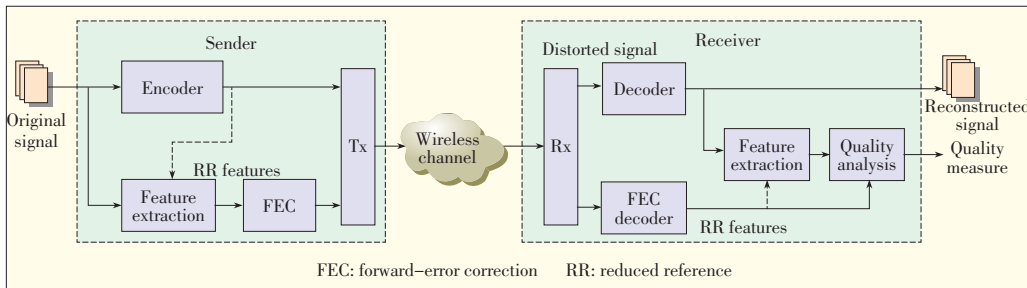 Sender
Original
signal
Encoder
Feature
extraction
RR features
FEC
Tx
Wireless
channel
Receiver
Distorted signal
Rx
Decoder
Reconstructed
signal
Feature
extraction
Quality
analysis
Quality
measure
FEC
decoder
RR features
FEC: forward-error correction RR: reduced reference